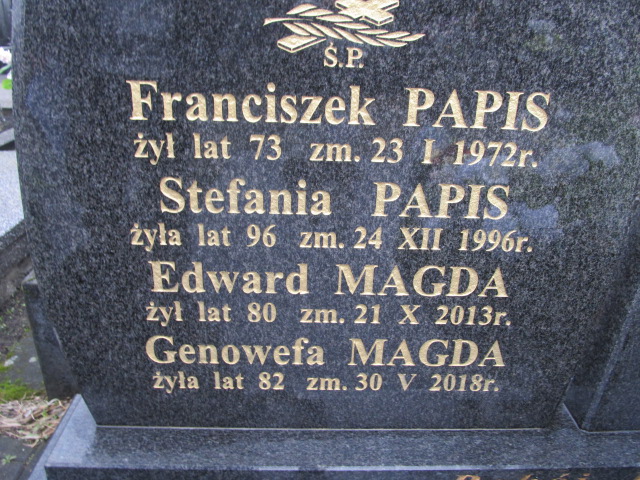 Ś.P.
Franciszek PAPIS
żył lat 73 zm. 23 I 1972r.
Stefania PAPIS
żyła lat 96 zm. 24 XII 1996r.
Edward MAGDA
żył lat 80 zm. 21 X 2013r.
Genowefa MAGDA
żyła lat 82 zm. 30 V 2018r.